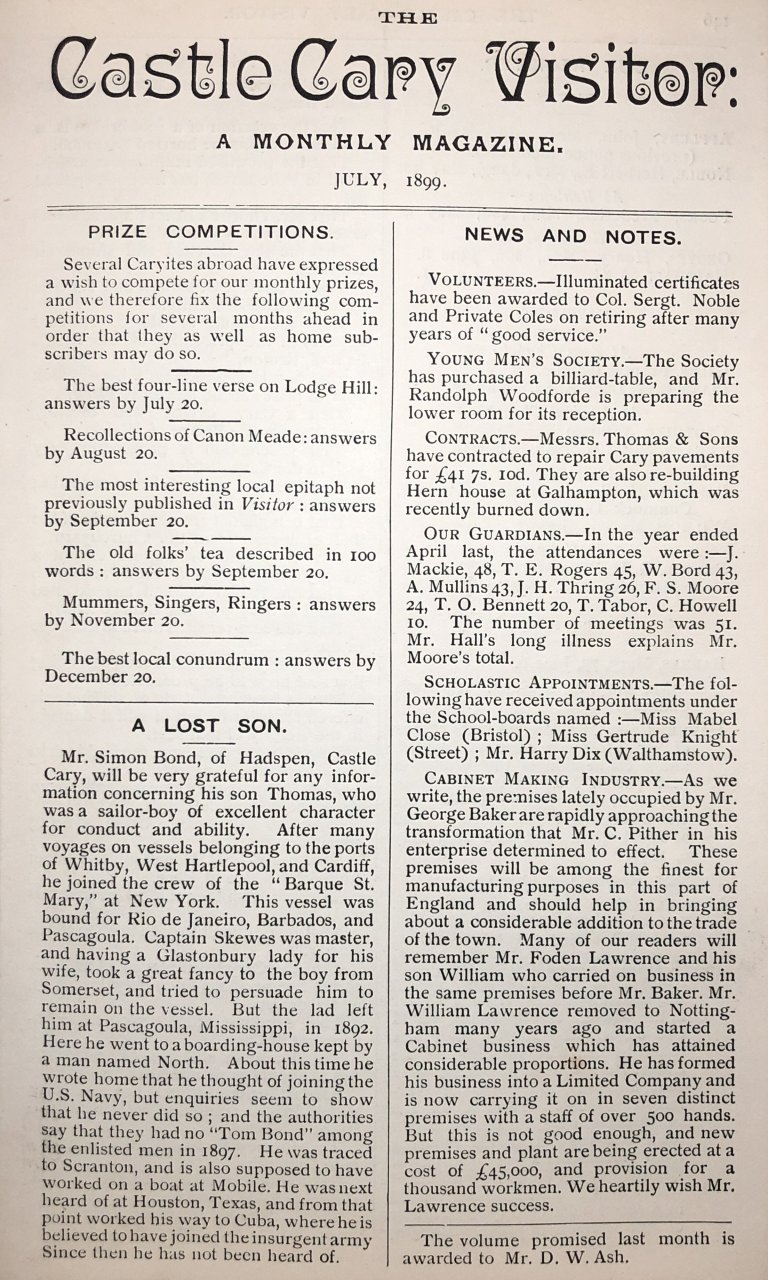 THE
Castle Cary Visitor:
A MONTHLY MAGAZINE.
JULY, 1899.
PRIZE COMPETITIONS.
Several Caryites abroad have expressed
a wish to compete for our monthly prizes,
and we therefore fix the following com-
petitions for several months ahead in
order that they as well as home sub-
scribers may do so.
The best four-line verse on Lodge Hill:
answers by July 20.
Recollections of Canon Meade: answers
by August 20.
The most interesting local epitaph not
previously published in Visitor : answers
by September 20.
The old folks' tea described in 100
words : answers by September 20.
Mummers, Singers, Ringers : answers
by November 20.
The best local conundrum : answers by
December 20.
A LOST SON.
Mr. Simon Bond, of Hadspen, Castle
Cary, will be very grateful for any infor-
mation concerning his son Thomas, who
was a sailor-boy of excellent character
for conduct and ability. After many
voyages on vessels belonging to the ports
of Whitby, West Hartlepool, and Cardiff,
he joined the crew of the "Barque St.
Mary," at New York. This vessel was
bound for Rio de Janeiro, Barbados, and
Pascagoula. Captain Skewes was master,
and having a Glastonbury lady for his
wife, took a great fancy to the boy from
Somerset, and tried to persuade him to
remain on the vessel. But the lad left
him at Pascagoula, Mississippi, in 1892.
Here he went to a boarding-house kept by
a man named North. About this time he
wrote home that he thought of joining the
U.S. Navy, but enquiries seem to show
that he never did so ; and the authorities
say that they had no "Tom Bond" among
the enlisted men in 1897. He was traced
to Scranton, and is also supposed to have
worked on a boat at Mobile. He was next
heard of at Houston, Texas, and from that
point worked his way to Cuba, where he is
believed to have joined the insurgent army
Since then he has not been heard of.
NEWS AND NOTES.
VOLUNTEERS.—Illuminated certificates
have been awarded to Col. Sergt. Noble
and Private Coles on retiring after many
years of "good service."
YOUNG MEN'S SOCIETY.—The Society
has purchased a billiard-table, and Mr.
Randolph Woodforde is preparing the
lower room for its reception.
CONTRACTS.—Messrs. Thomas & Sons
have contracted to repair Cary pavements
for £41 7s. 10d. They are also re-building
Hern house at Galhampton, which was
recently burned down.
OUR GUARDIANS.—In the year ended
April last, the attendances were :—J.
Mackie, 48, T. E. Rogers 45, W. Bord 43,
A. Mullins 43, J. H. Thring 26, F. S. Moore
24, T. O. Bennett 20, T. Tabor, C. Howell
10. The number of meetings was 51.
Mr. Hall's long illness explains Mr.
Moore's total.
SCHOLASTIC APPOINTMENTS.—The fol-
lowing have received appointments under
the School-boards named :—Miss Mabel
Close (Bristol) ; Miss Gertrude Knight
(Street) ; Mr. Harry Dix (Walthamstow).
CABINET MAKING INDUSTRY.—As we
write, the premises lately occupied by Mr.
George Baker are rapidly approaching the
transformation that Mr. C. Pither in his
enterprise determined to effect. These
premises will be among the finest for
manufacturing purposes in this part of
England and should help in bringing
about a considerable addition to the trade
of the town. Many of our readers will
remember Mr. Foden Lawrence and his
son William who carried on business in
the same premises before Mr. Baker. Mr.
William Lawrence removed to Notting-
ham many years ago and started a
Cabinet business which has attained
considerable proportions. He has formed
his business into a Limited Company and
is now carrying it on in seven distinct
premises with a staff of over 500 hands.
But this is not good enough, and new
premises and plant are being erected at a
cost of £45,000, and provision for a
thousand workmen. We heartily wish Mr.
Lawrence success.
The volume promised last month is
awarded to Mr. D. W. Ash.